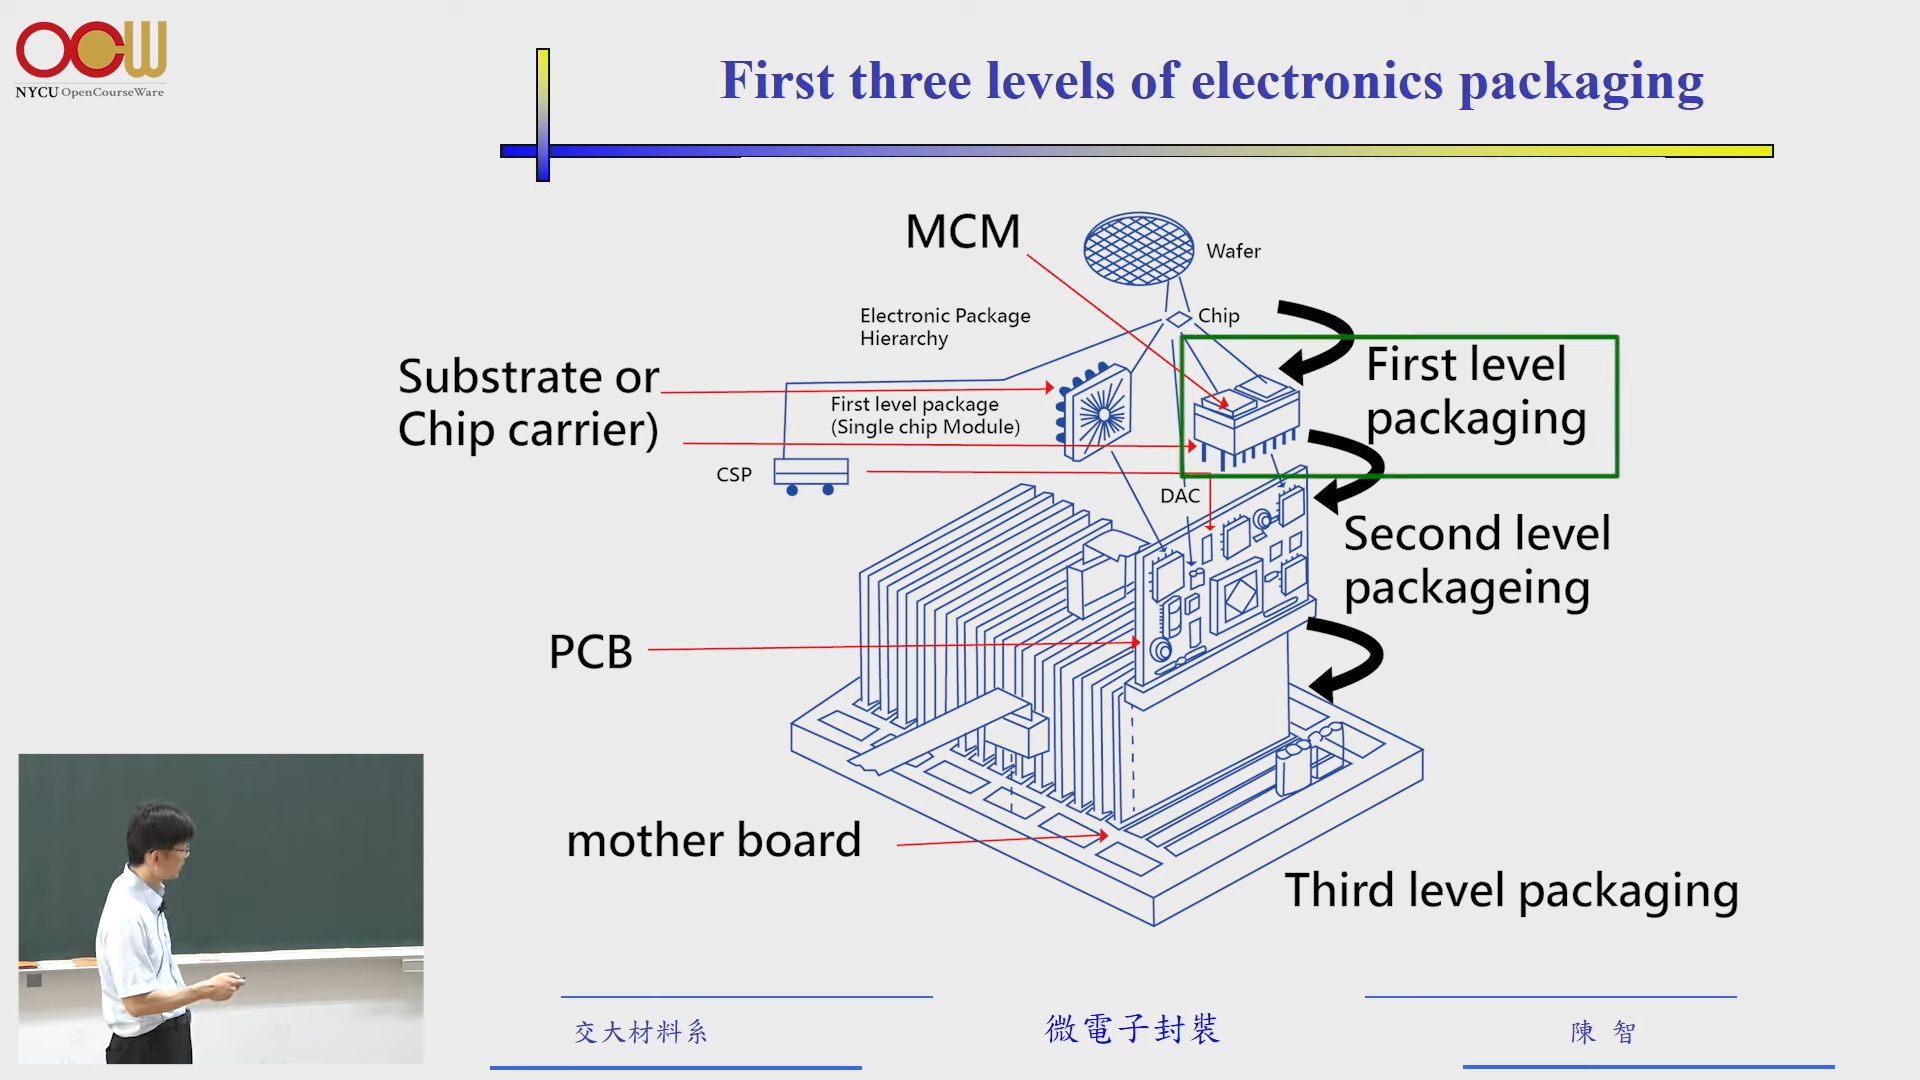 OCW
NYCU OpenCourseWare
First three levels of electronics packaging
MCM
Wafer
Electronic Package
Hierarchy
Chip
Substrate or
Chip carrier)
First level package
(Single chip Module)
First level
packaging
CSP
DAC
Second level
packageing
PCB
mother board
Third level packaging
交大材料系
微電子封裝
陳 智